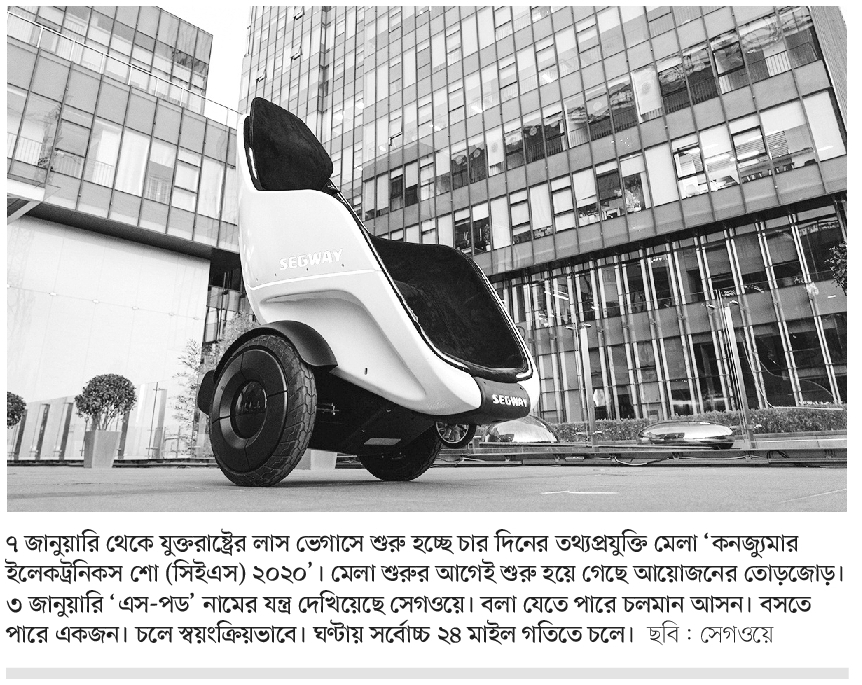 SEGWAY
SEGWAY
৭ জানুয়ারি থেকে যুক্তরাষ্ট্রের লাস ভেগাসে শুরু হচ্ছে চার দিনের তথ্যপ্রযুক্তি মেলা ‘কনজ্যুমার
ইলেকট্রনিকস শো (সিইএস) ২০২০’। মেলা শুরুর আগেই শুরু হয়ে গেছে আয়োজনের তোড়জোড়।
৩ জানুয়ারি ‘এস-পড’ নামের যন্ত্র দেখিয়েছে সেগওয়ে। বলা যেতে পারে চলমান আসন। বসতে
পারে একজন। চলে স্বয়ংক্রিয়ভাবে। ঘণ্টায় সর্বোচ্চ ২৪ মাইল গতিতে চলে। ছবি : সেগওয়ে